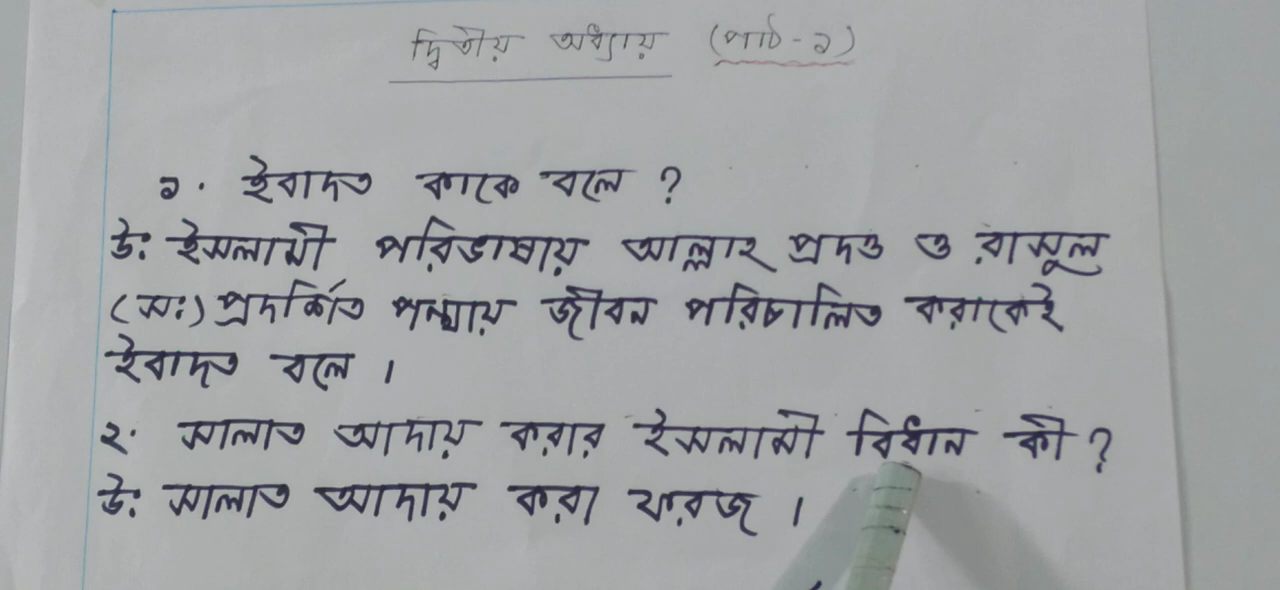 দ্বিতীয় অধ্যায় (পাঠ-১)
১. ইবাদত কাকে বলে ?
উ: ইসলামী পরিভাষায় আল্লাহ প্রদত্ত ও রাসুল
(স:) প্রদর্শিত পন্থায় জীবন পরিচালিত করাকেই
ইবাদত বলে ।
২. সালাত আদায় করার ইসলামী বিধান কী ?
উ: সালাত আদায় করা ফরজ ।